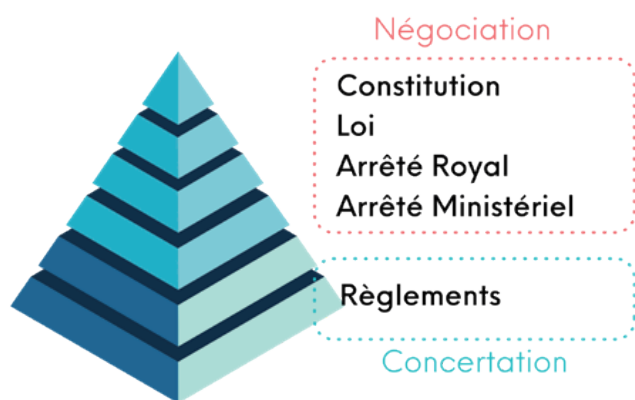 Négociation
Constitution
Loi
Arrêté Royal
Arrêté Ministériel
Règlements
Concertation